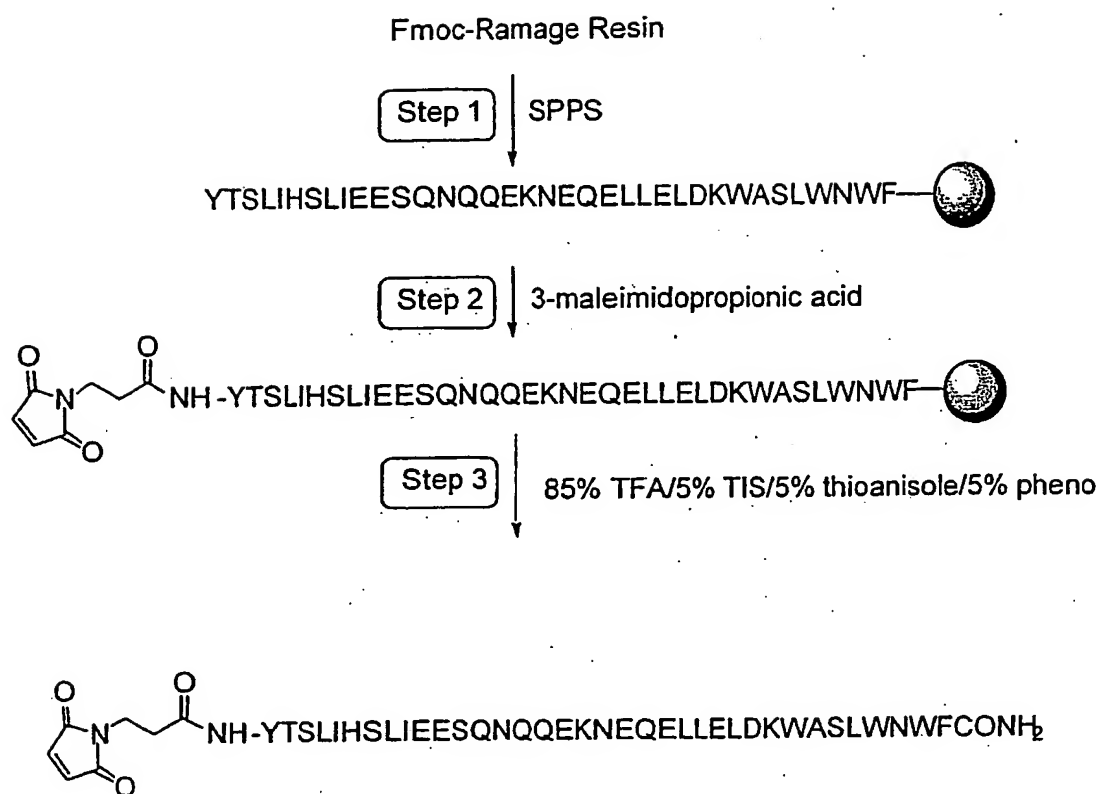 Fmoc-Ramage Resin
Step 1 SPPS
YTSLIHSLIEESQNQQEKNEQELLELDKWASLWNWF
Step 2 3-maleimidopropionic acid
O
O
N
NH-YTSLIHSLIEESQNQQEKNEQELLELDKWASLWNWF
O
Step 3 85% TFA/5% TIS/5% thioanisole/5% pheno
O
O
N
NH-YTSLIHSLIEESQNQQEKNEQELLELDKWASLWNWFCONH2
O